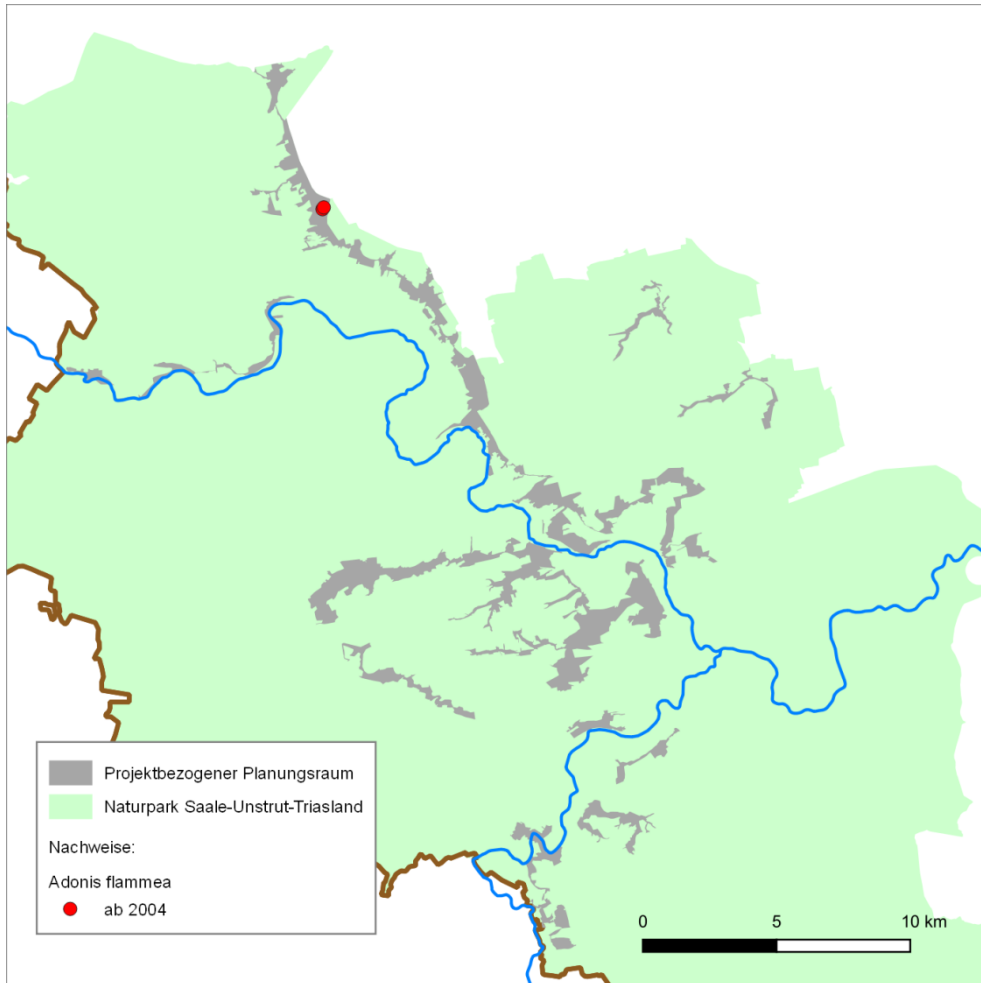 Projektbezogener Planungsraum
Naturpark Saale-Unstrut-Triasland
Nachweise:
Adonis flammea
ab 2004
0 5 10 km